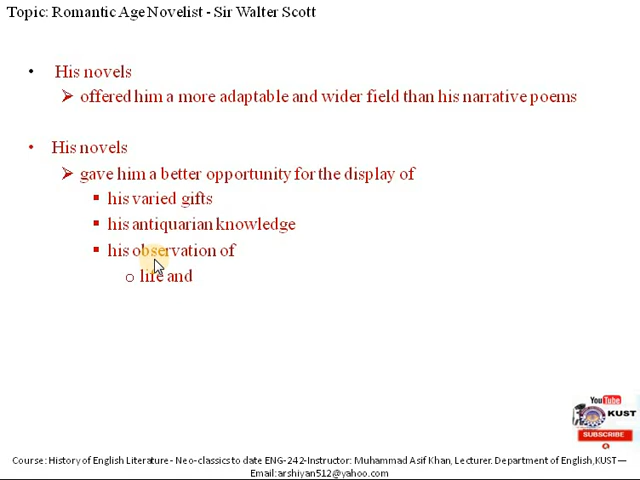 Topic: Romantic Age Novelist - Sir Walter Scott
• His novels
➢ offered him a more adaptable and wider field than his narrative poems
• His novels
➢ gave him a better opportunity for the display of
▪ his varied gifts
▪ his antiquarian knowledge
▪ his observation of
o life and
YouTube
KUST
SUBSCRIBE
Course: History of English Literature - Neo-classics to date ENG-242-Instructor: Muhammad Asif Khan, Lecturer. Department of English,KUST—
Email:arshiyan512@yahoo.com